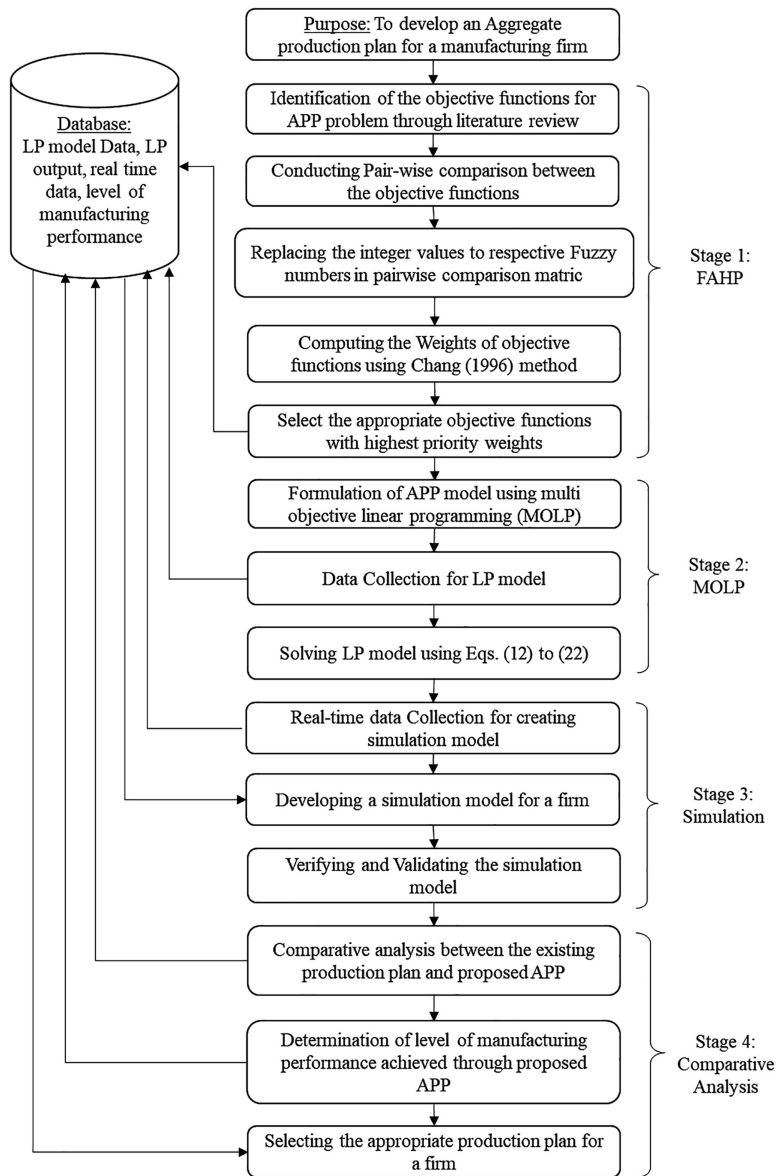 Purpose: To develop an Aggregate
production plan for a manufacturing firm
Database:
LP model Data, LP
output, real time
data, level of
manufacturing
performance
Identification of the objective functions for
APP problem through literature review
Conducting Pair-wise comparison between
the objective functions
Replacing the integer values to respective Fuzzy
numbers in pairwise comparison matric
Computing the Weights of objective
functions using Chang (1996) method
Select the appropriate objective functions
with highest priority weights
Stage 1:
FAHP
Formulation of APP model using multi
objective linear programming (MOLP)
Data Collection for LP model
Solving LP model using Eqs. (12) to (22)
Stage 2:
MOLP
Real-time data Collection for creating
simulation model
Developing a simulation model for a firm
Verifying and Validating the simulation
model
Stage 3:
Simulation
Comparative analysis between the existing
production plan and proposed APP
Determination of level of manufacturing
performance achieved through proposed
APP
Selecting the appropriate production plan for
a firm
Stage 4:
Comparative
Analysis